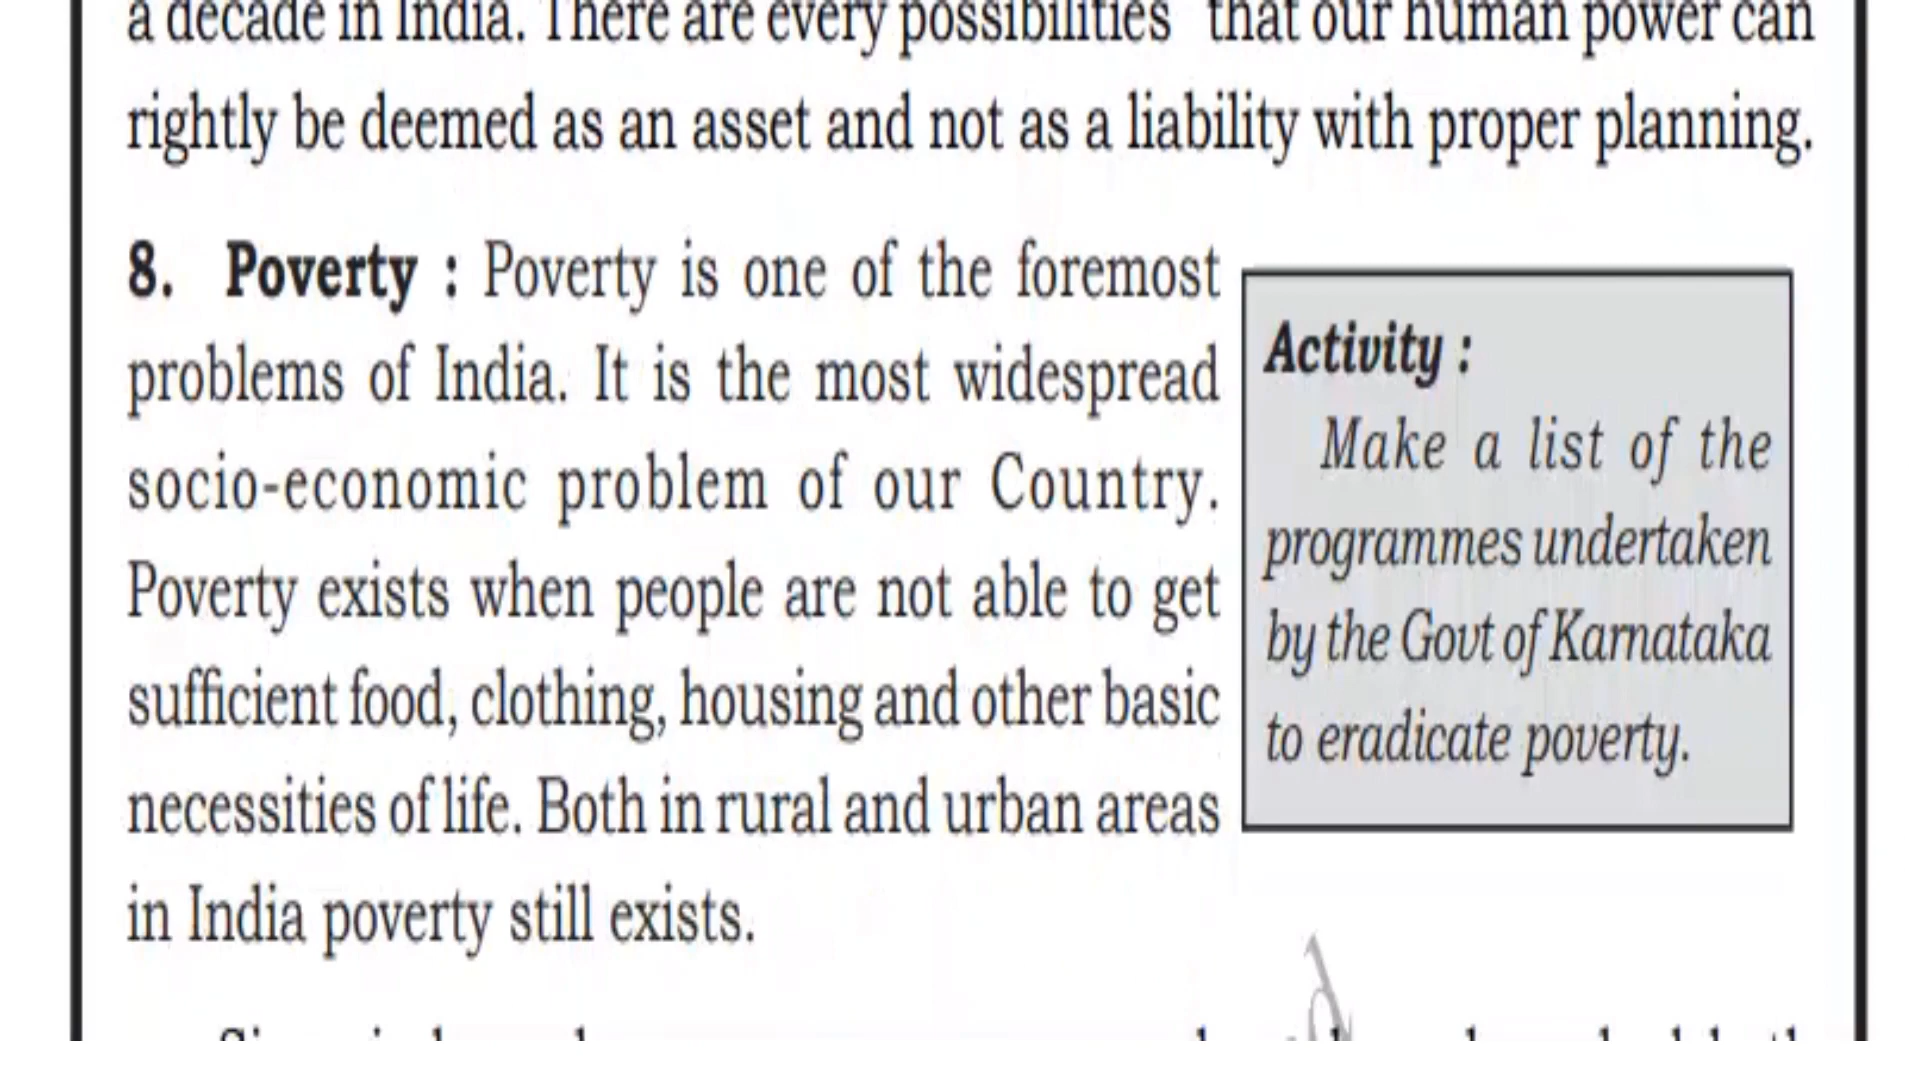 a decade in India. There are every possibilities that our human power can
rightly be deemed as an asset and not as a liability with proper planning.
8. Poverty : Poverty is one of the foremost
problems of India. It is the most widespread
socio-economic problem of our Country.
Poverty exists when people are not able to get
sufficient food, clothing, housing and other basic
necessities of life. Both in rural and urban areas
in India poverty still exists.
Activity :
Make a list of the
programmes undertaken
by the Govt of Karnataka
to eradicate poverty.